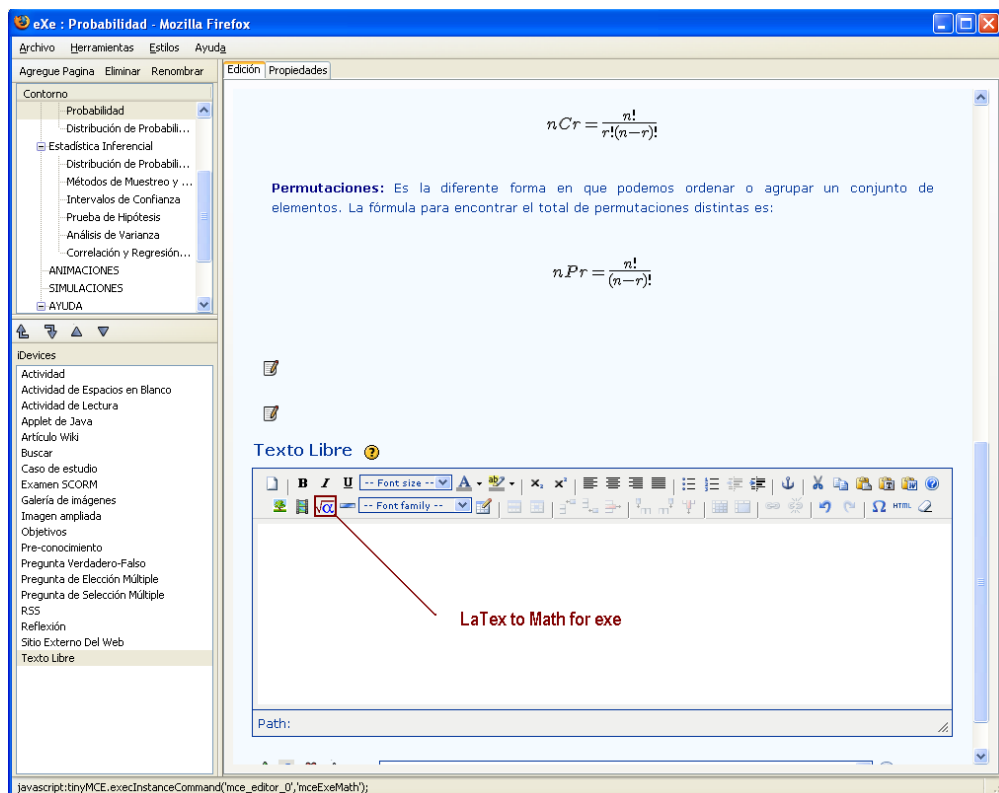 eXe : Probabilidad - Mozilla Firefox
Archivo Herramientas Estilos Ayuda
Agregue Pagina Eliminar Renombrar
Contorno
Probabilidad
Distribución de Probabili...
Estadística Inferencial
Distribución de Probabili...
Métodos de Muestreo y ...
Intervalos de Confianza
Prueba de Hipótesis
Análisis de Varianza
Correlación y Regresión...
ANIMACIONES
SIMULACIONES
AYUDA
iDevices
Actividad
Actividad de Espacios en Blanco
Actividad de Lectura
Applet de Java
Artículo Wiki
Buscar
Caso de estudio
Examen SCORM
Galería de imágenes
Imagen ampliada
Objetivos
Pre-conocimiento
Pregunta Verdadero-Falso
Pregunta de Elección Múltiple
Pregunta de Selección Múltiple
RSS
Reflexión
Sitio Externo Del Web
Texto Libre
Edición Propiedades
nCr = n! / r!(n−r)!
Permutaciones: Es la diferente forma en que podemos ordenar o agrupar un conjunto de
elementos. La fórmula para encontrar el total de permutaciones distintas es:
nPr = n! / (n−r)!
Texto Libre ?
B I U -- Font size -- A ab x, x² 
√α -- Font family -- Ω HTML
LaTex to Math for exe
Path:
javascript:tinyMCE.execInstanceCommand('mce_editor_0','mceExeMath');